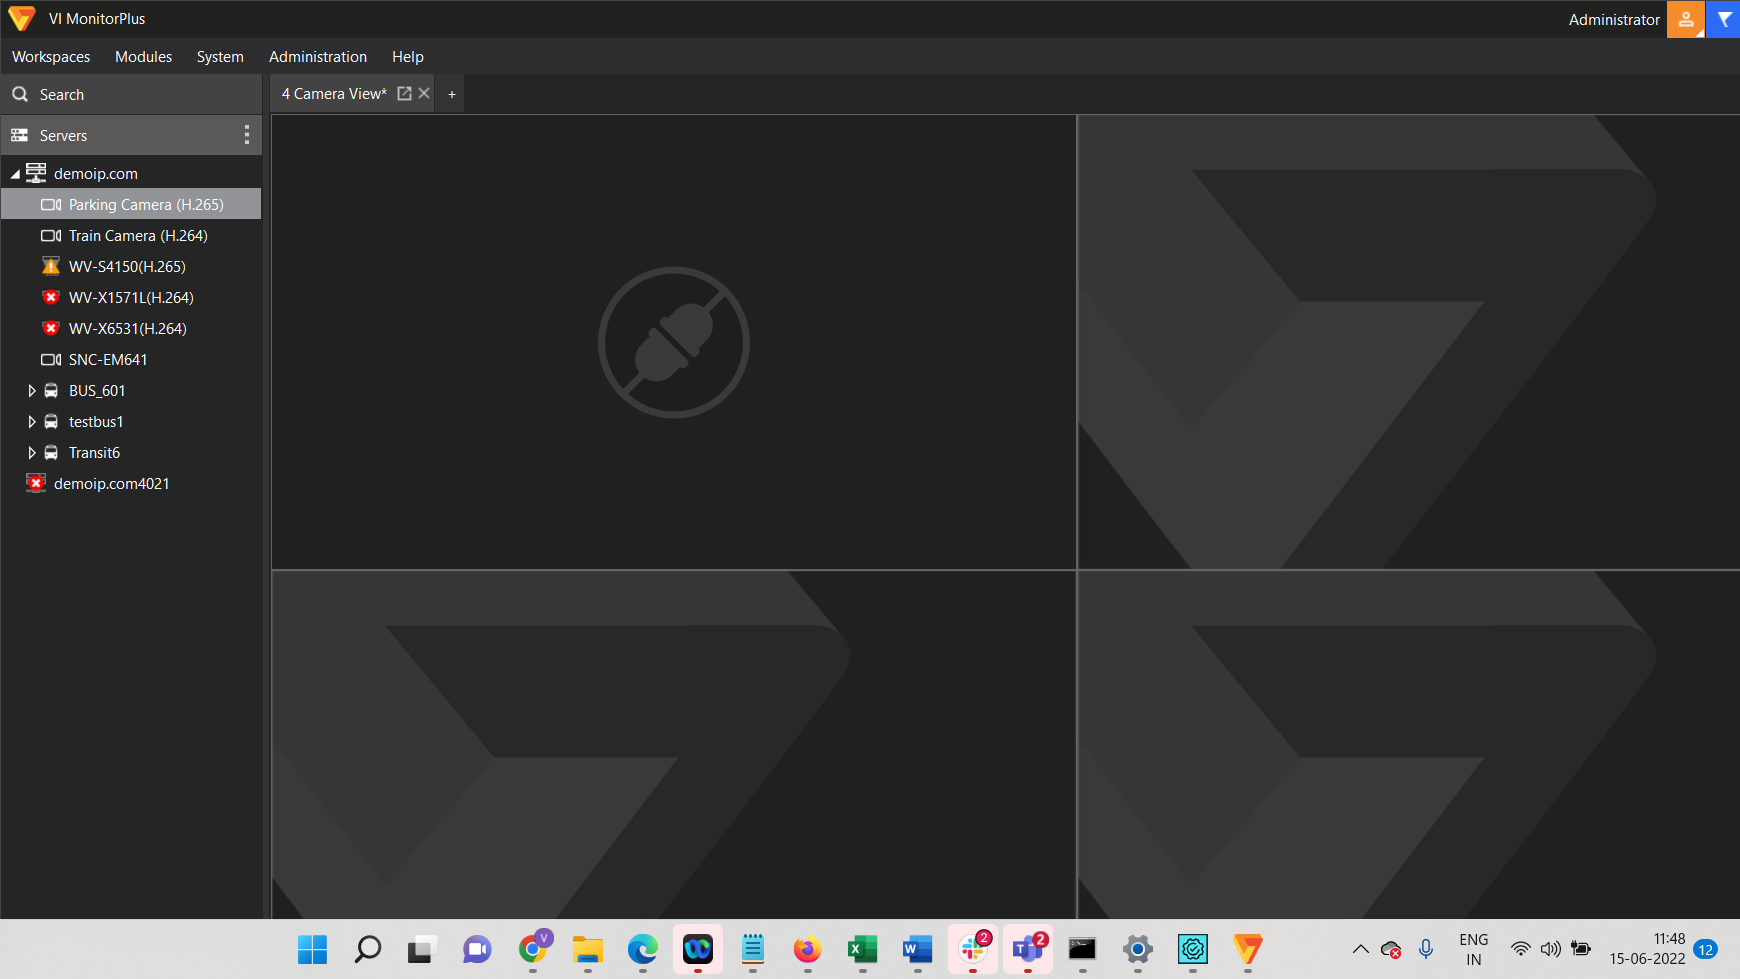 VI MonitorPlus
Administrator
Workspaces Modules System Administration Help
Search
4 Camera View* +
Servers
demoip.com
Parking Camera (H.265)
Train Camera (H.264)
WV-S4150(H.265)
WV-X1571L(H.264)
WV-X6531(H.264)
SNC-EM641
BUS_601
testbus1
Transit6
demoip.com4021
V
2
2
ENG
IN
11:48
15-06-2022
12